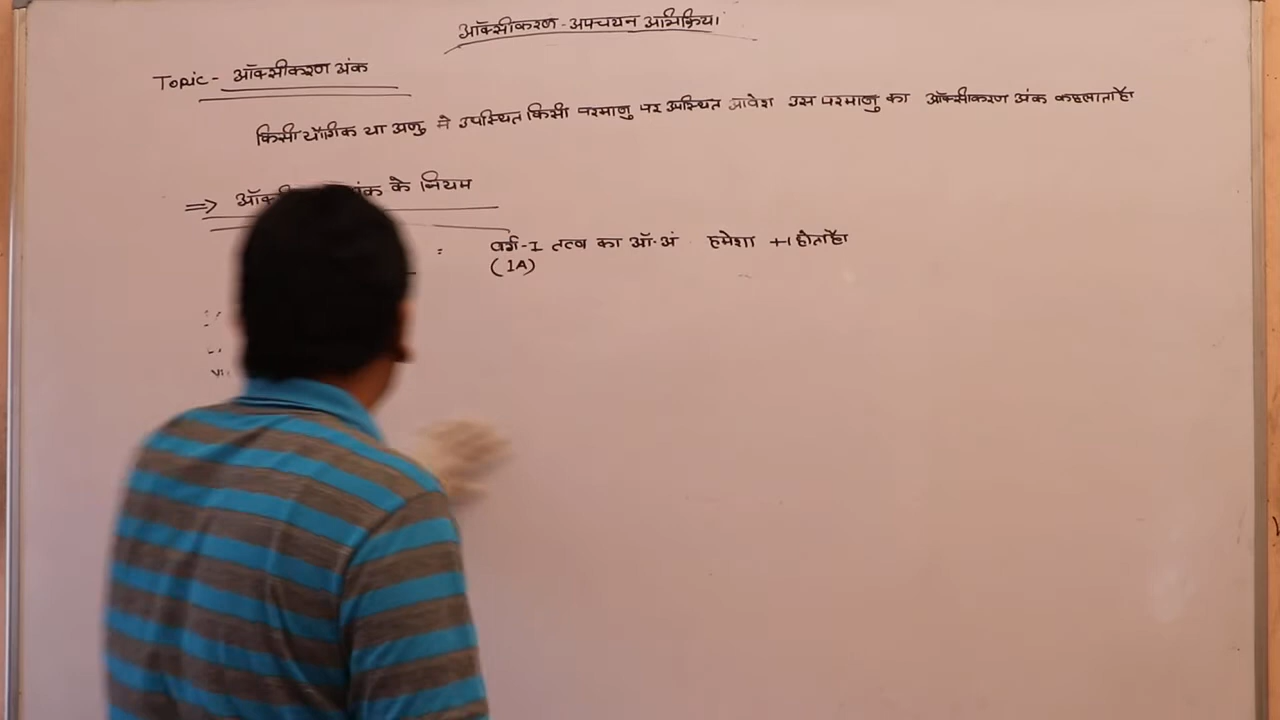 ऑक्सीकरण-अपचयन अभिक्रिया
Topic- ऑक्सीकरण अंक
किसी यौगिक या अणु मे उपस्थित किसी परमाणु पर उपस्थित आवेश उस परमाणु का ऑक्सीकरण अंक कहलाता है।
=> अंक के नियम
: वर्ग-I तत्व का ऑ.अं हमेशा +1 होता है।
(IA)